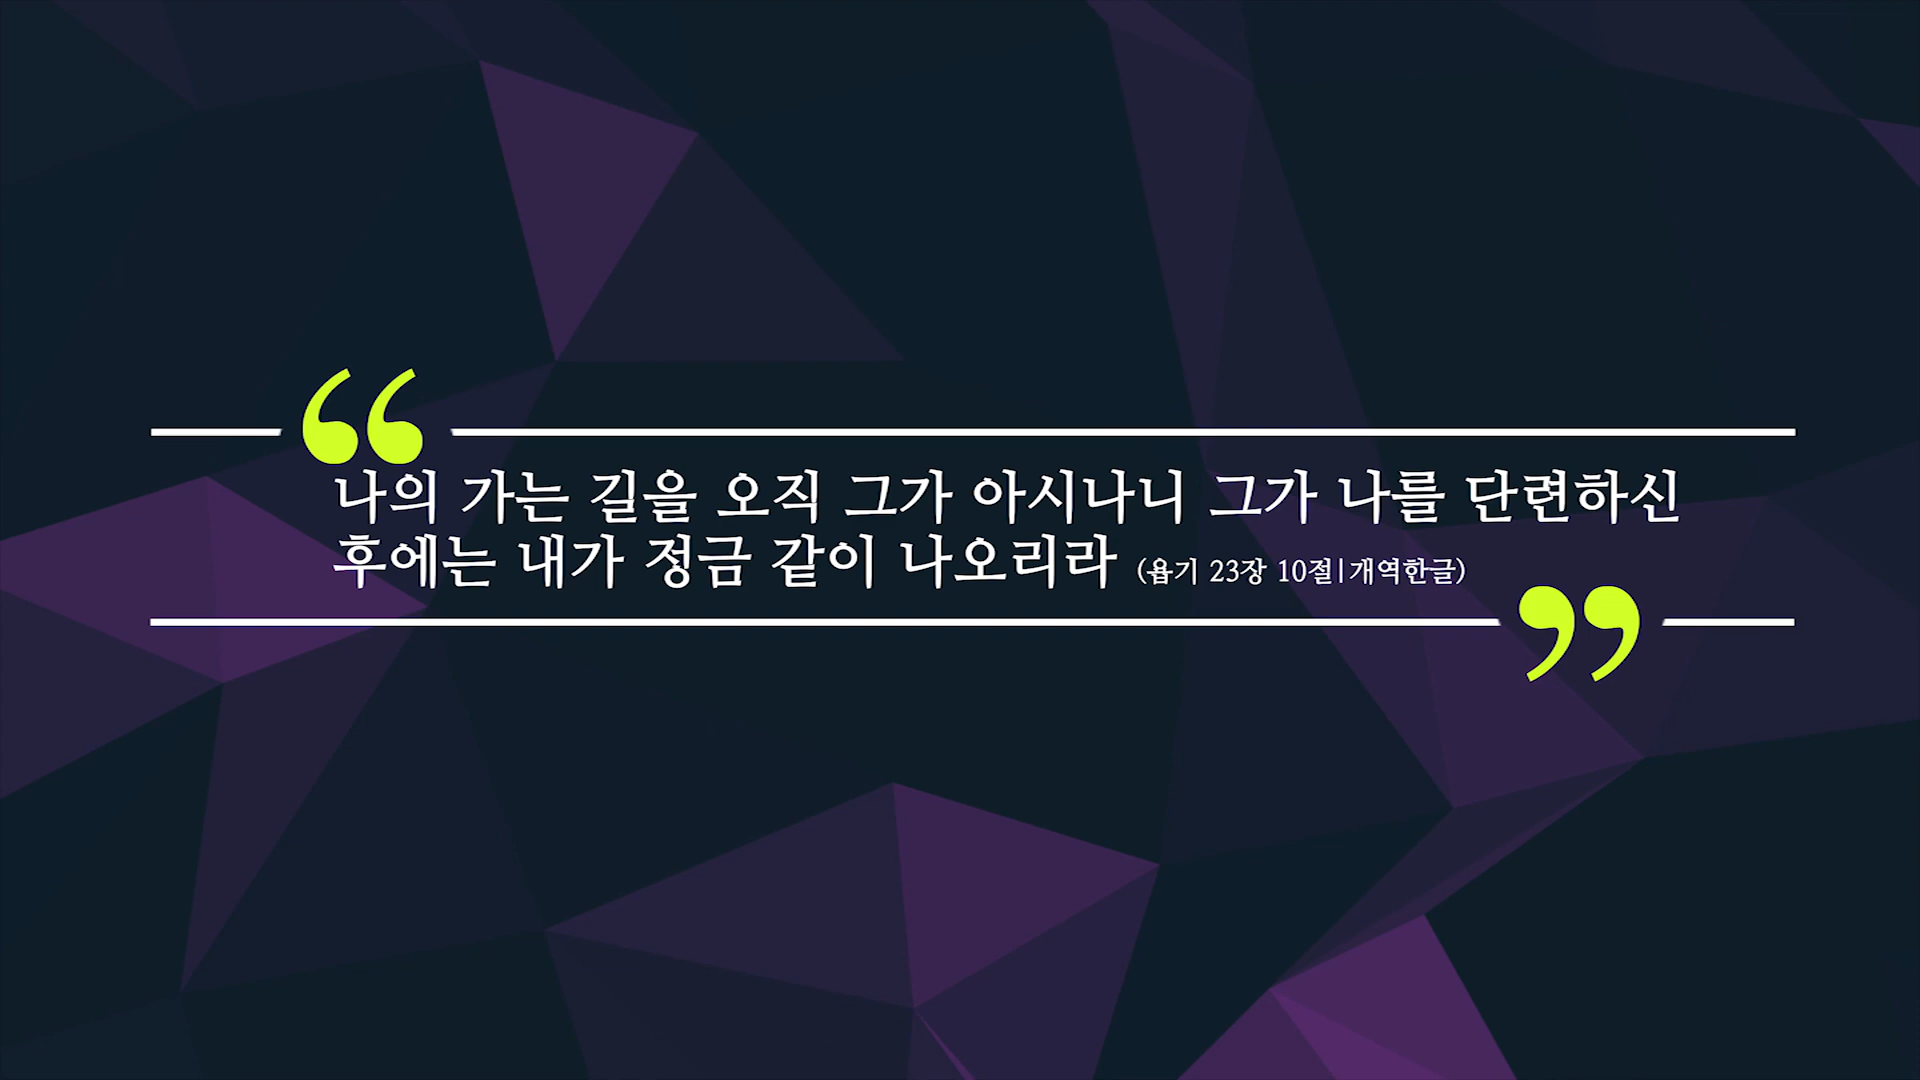 “
나의 가는 길을 오직 그가 아시나니 그가 나를 단련하신
후에는 내가 정금 같이 나오리라 (욥기 23장 10절|개역한글)
”